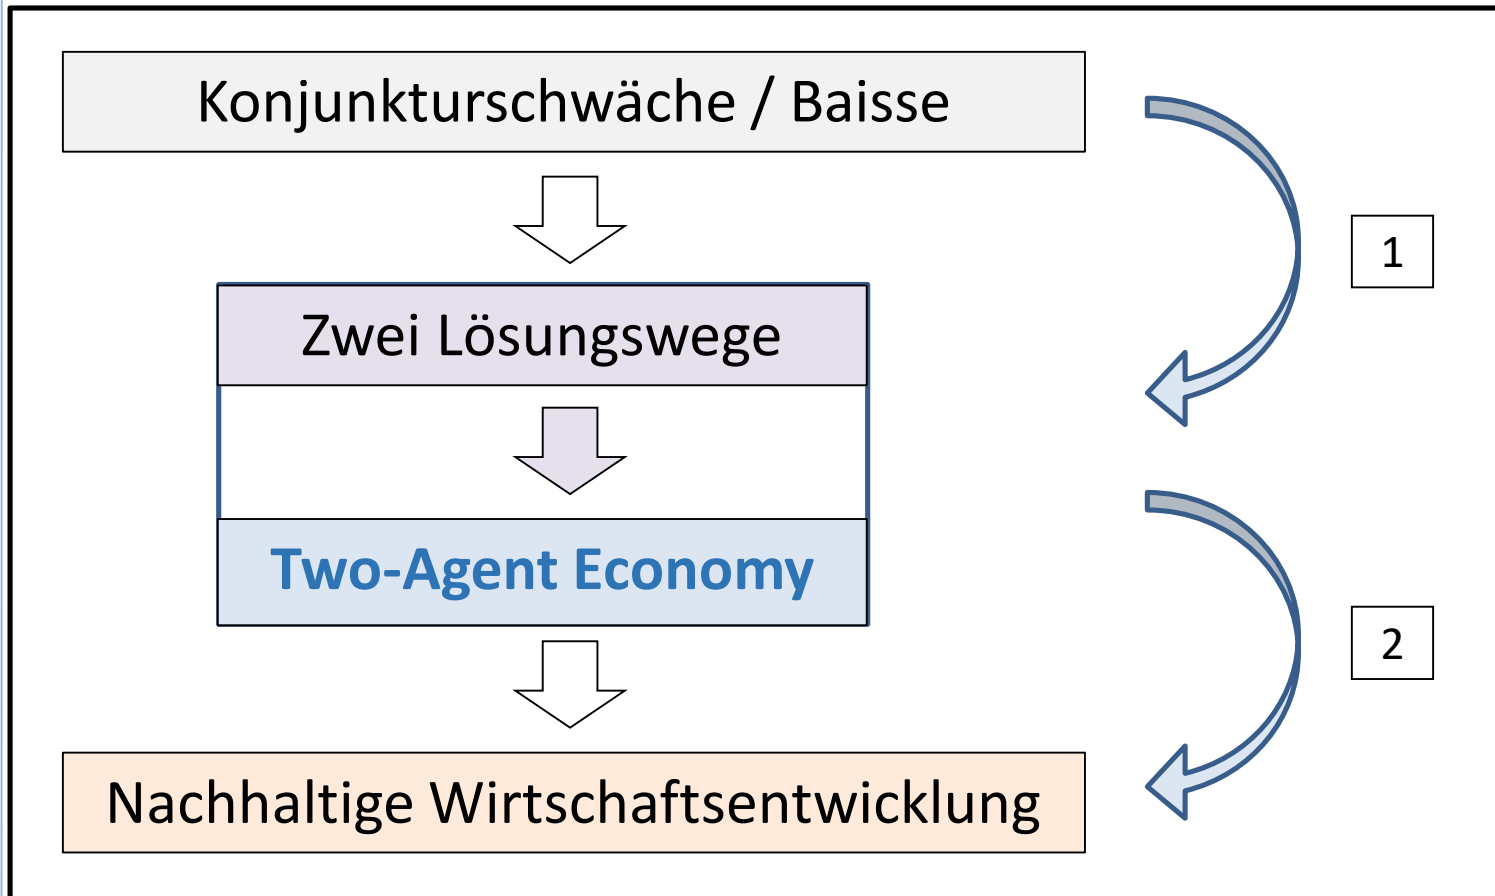 Konjunkturschwäche / Baisse
1
Zwei Lösungswege
Two-Agent Economy
2
Nachhaltige Wirtschaftsentwicklung